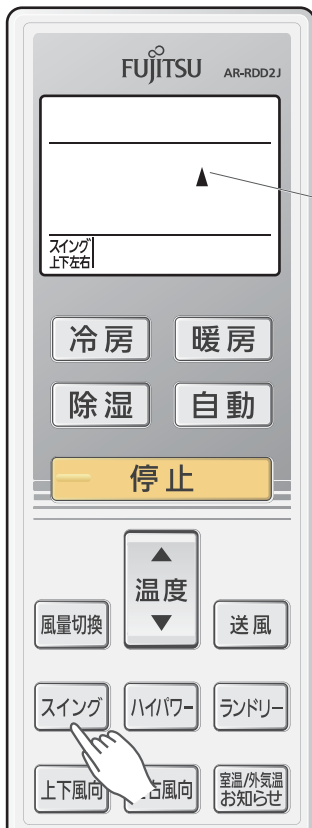 FUJITSU AR-RDD2J
スイング
上下左右
冷房 暖房
除湿 自動
停止
温度
風量切換 送風
スイング ハイパワー ランドリー
上下風向 右風向 室温/外気温
お知らせ